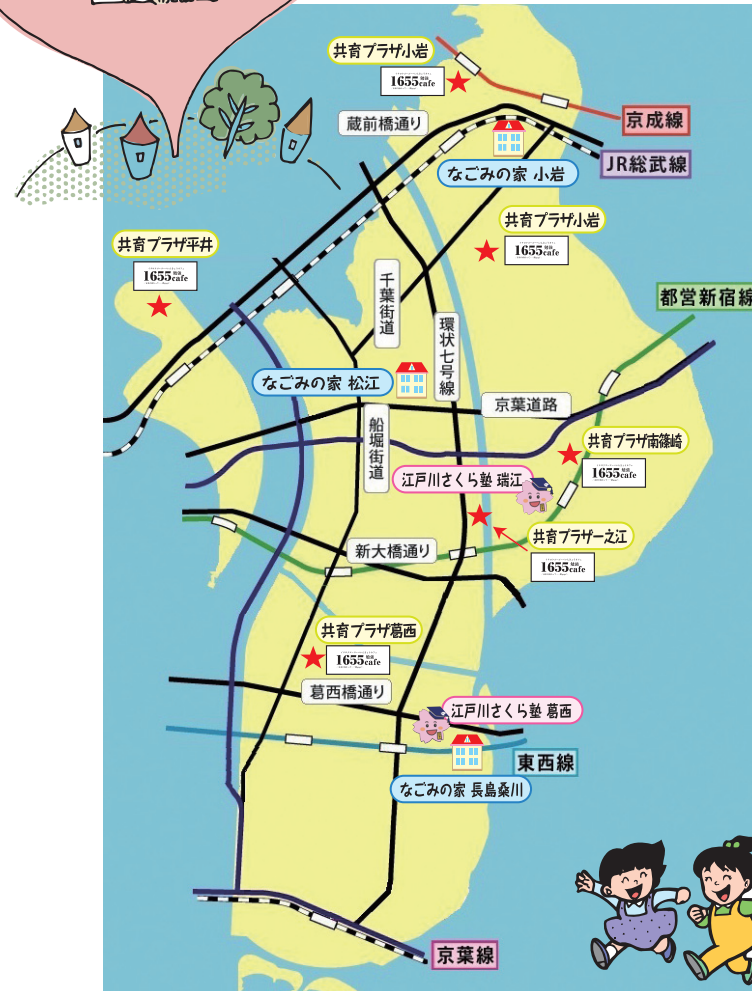 共育プラザ小岩
1655cafe
京成線
蔵前橋通り
JR総武線
なごみの家 小岩
共育プラザ小岩
1655cafe
共育プラザ平井
1655cafe
千葉街道
都営新宿線
環状七号線
なごみの家 松江
京葉道路
船堀街道
共育プラザ南篠崎
1655cafe
江戸川さくら塾 瑞江
共育プラザ一之江
1655cafe
新大橋通り
共育プラザ葛西
1655cafe
葛西橋通り
江戸川さくら塾 葛西
東西線
なごみの家 長島桑川
京葉線